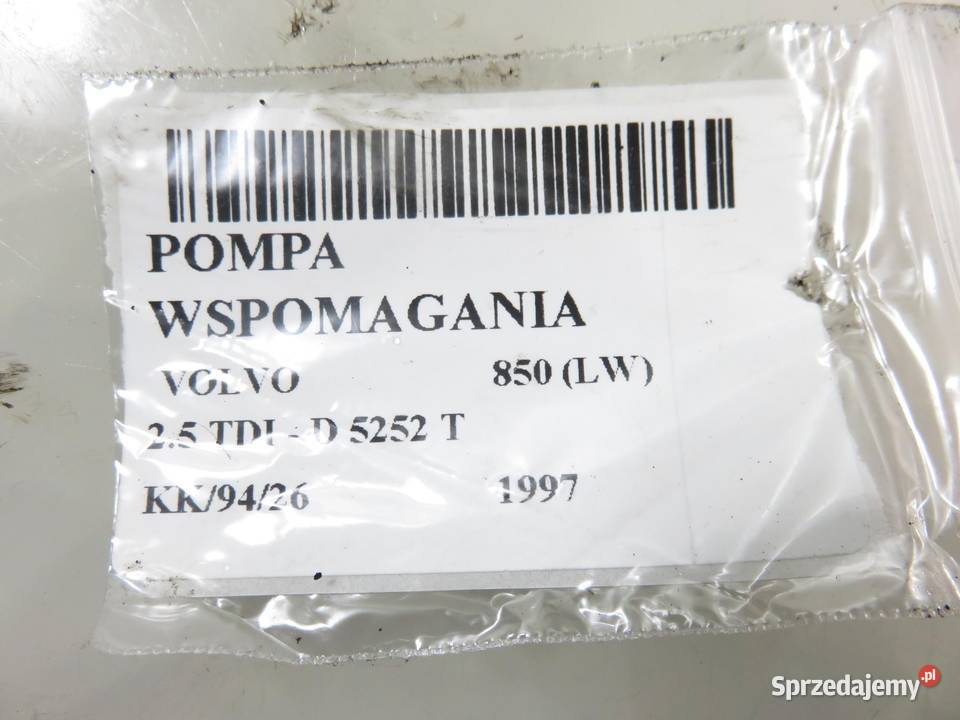 POMPA
WSPOMAGANIA
VOLVO 850 (LW)
2.5 TDI - D 5252 T
KK/94/26 1997
Sprzedajemy.pl